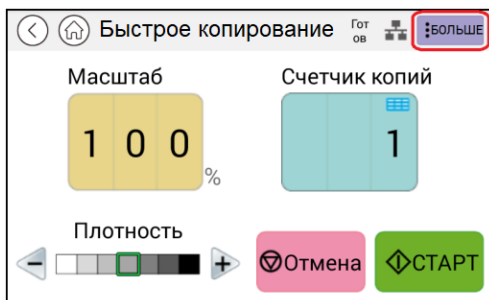 Быстрое копирование
Гот
ов
БОЛЬШЕ
Масштаб
Счетчик копий
100
%
1
Плотность
Отмена
СТАРТ